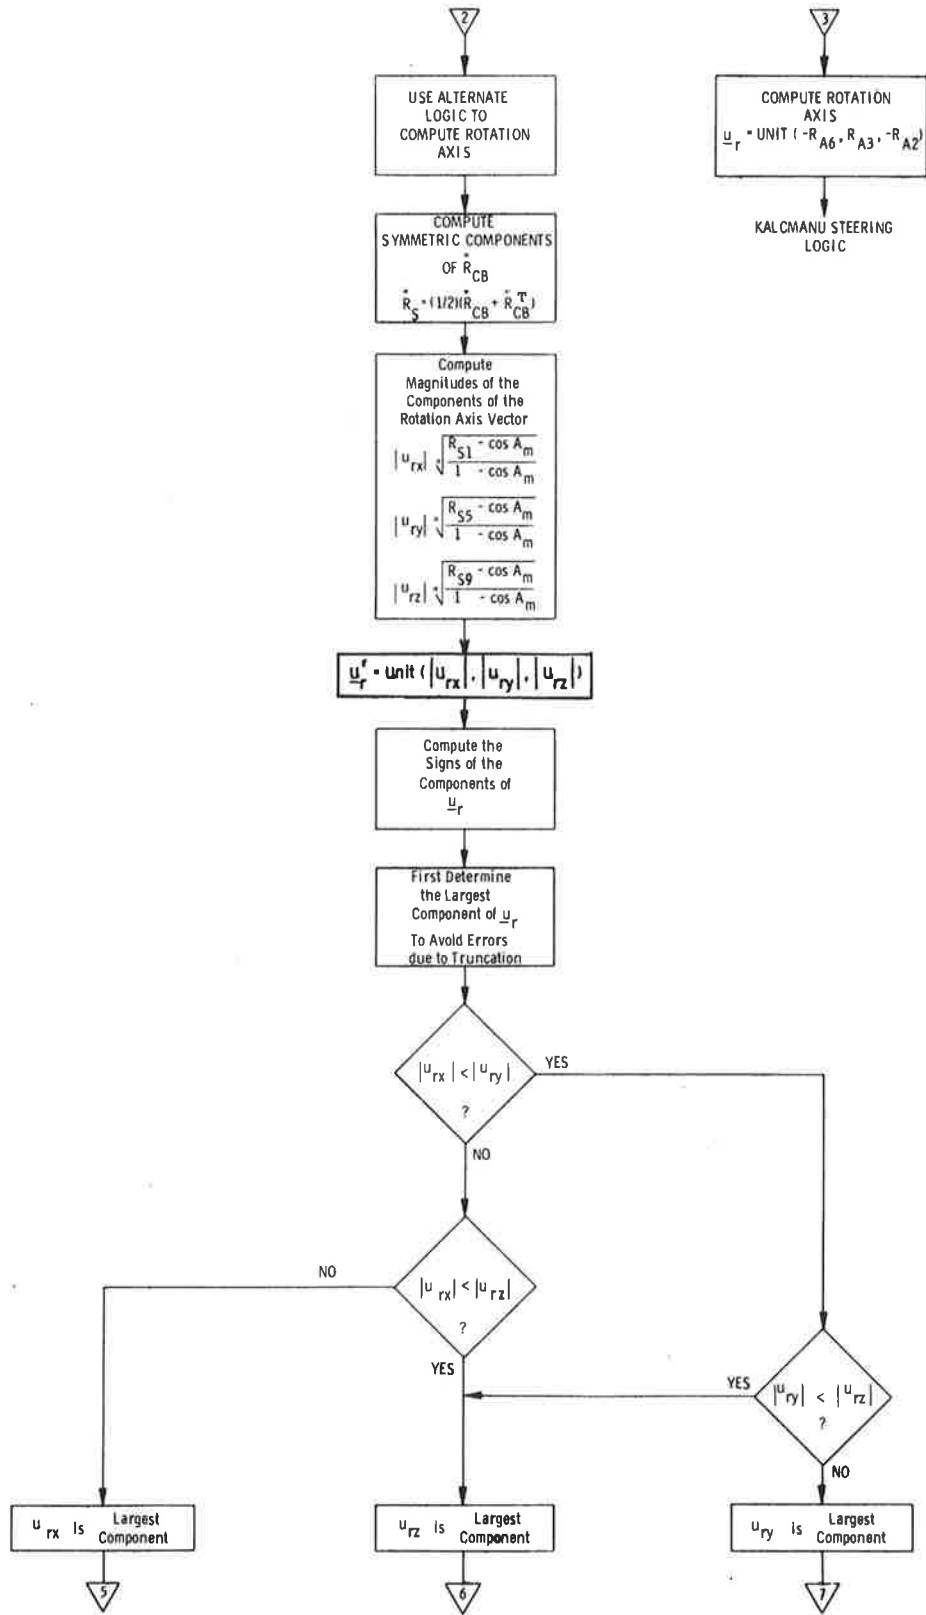 2
USE ALTERNATE
LOGIC TO
COMPUTE ROTATION
AXIS
COMPUTE
SYMMETRIC COMPONENTS
OF R*_CB
R*_S = (1/2)(R*_CB + R*_CB^T)
Compute
Magnitudes of the
Components of the
Rotation Axis Vector
|u_rx| = √((R_S1 - cos A_m) / (1 - cos A_m))
|u_ry| = √((R_S5 - cos A_m) / (1 - cos A_m))
|u_rz| = √((R_S9 - cos A_m) / (1 - cos A_m))
u_r' = unit (|u_rx|, |u_ry|, |u_rz|)
Compute the
Signs of the
Components of
u_r
First Determine
the Largest
Component of u_r
To Avoid Errors
due to Truncation
|u_rx| < |u_ry|
?
YES
NO
|u_rx| < |u_rz|
?
NO
YES
3
COMPUTE ROTATION
AXIS
u_r = UNIT (-R_A6, R_A3, -R_A2)
KALCMANU STEERING
LOGIC
|u_ry| < |u_rz|
?
YES
NO
u_rx is Largest
Component
5
u_rz is Largest
Component
6
u_ry is Largest
Component
7